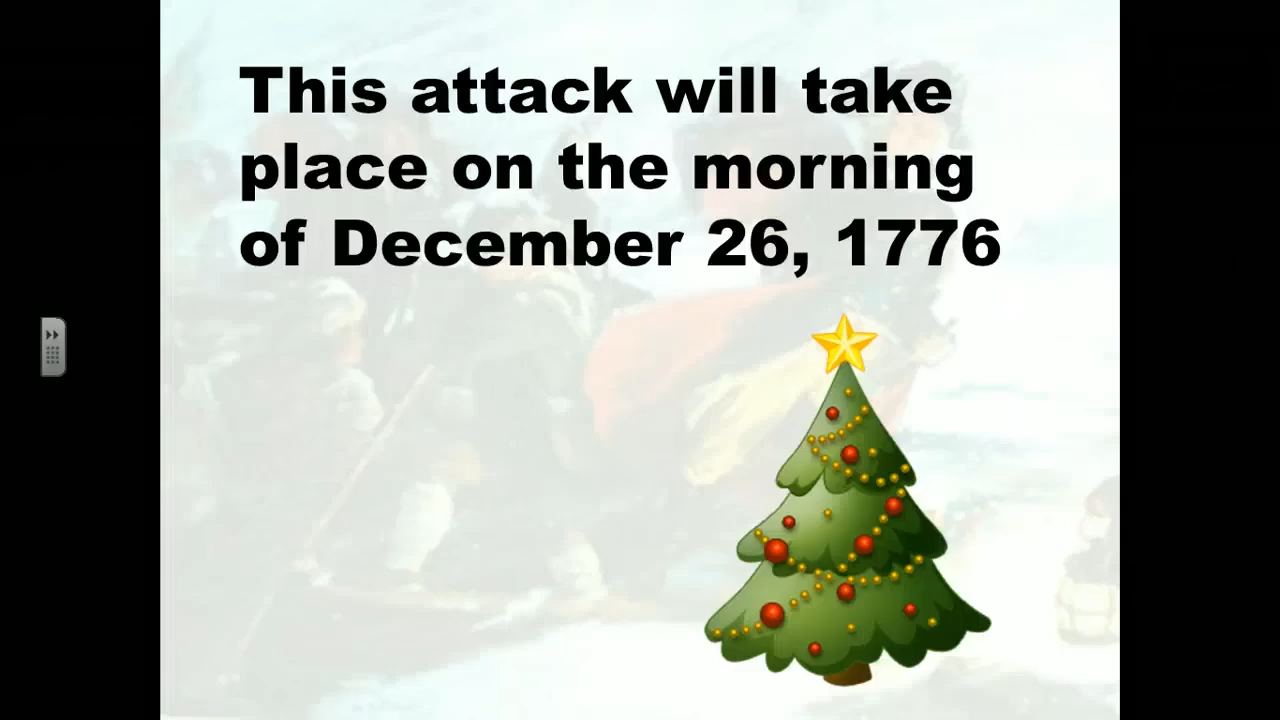 This attack will take
place on the morning
of December 26, 1776